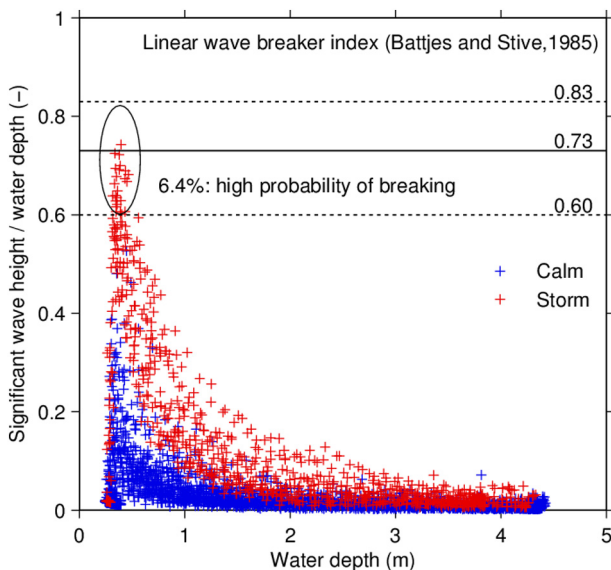 1
Linear wave breaker index (Battjes and Stive,1985)
0.83
0.8
0.73
6.4%: high probability of breaking
0.6
0.60
Calm
Storm
0.4
0.2
0
0 1 2 3 4 5
Water depth (m)
Significant wave height / water depth (−)